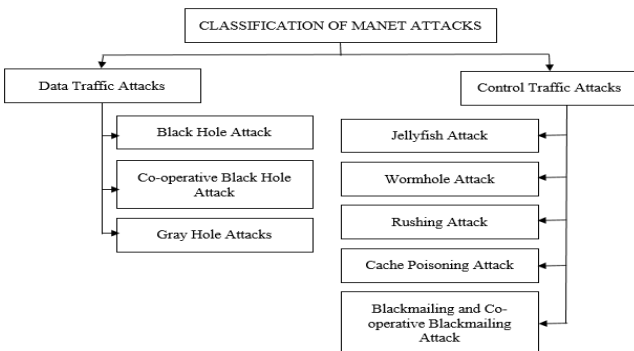 CLASSIFICATION OF MANET ATTACKS
Data Traffic Attacks
Black Hole Attack
Co-operative Black Hole
Attack
Gray Hole Attacks
Control Traffic Attacks
Jellyfish Attack
Wormhole Attack
Rushing Attack
Cache Poisoning Attack
Blackmailing and Co-
operative Blackmailing
Attack